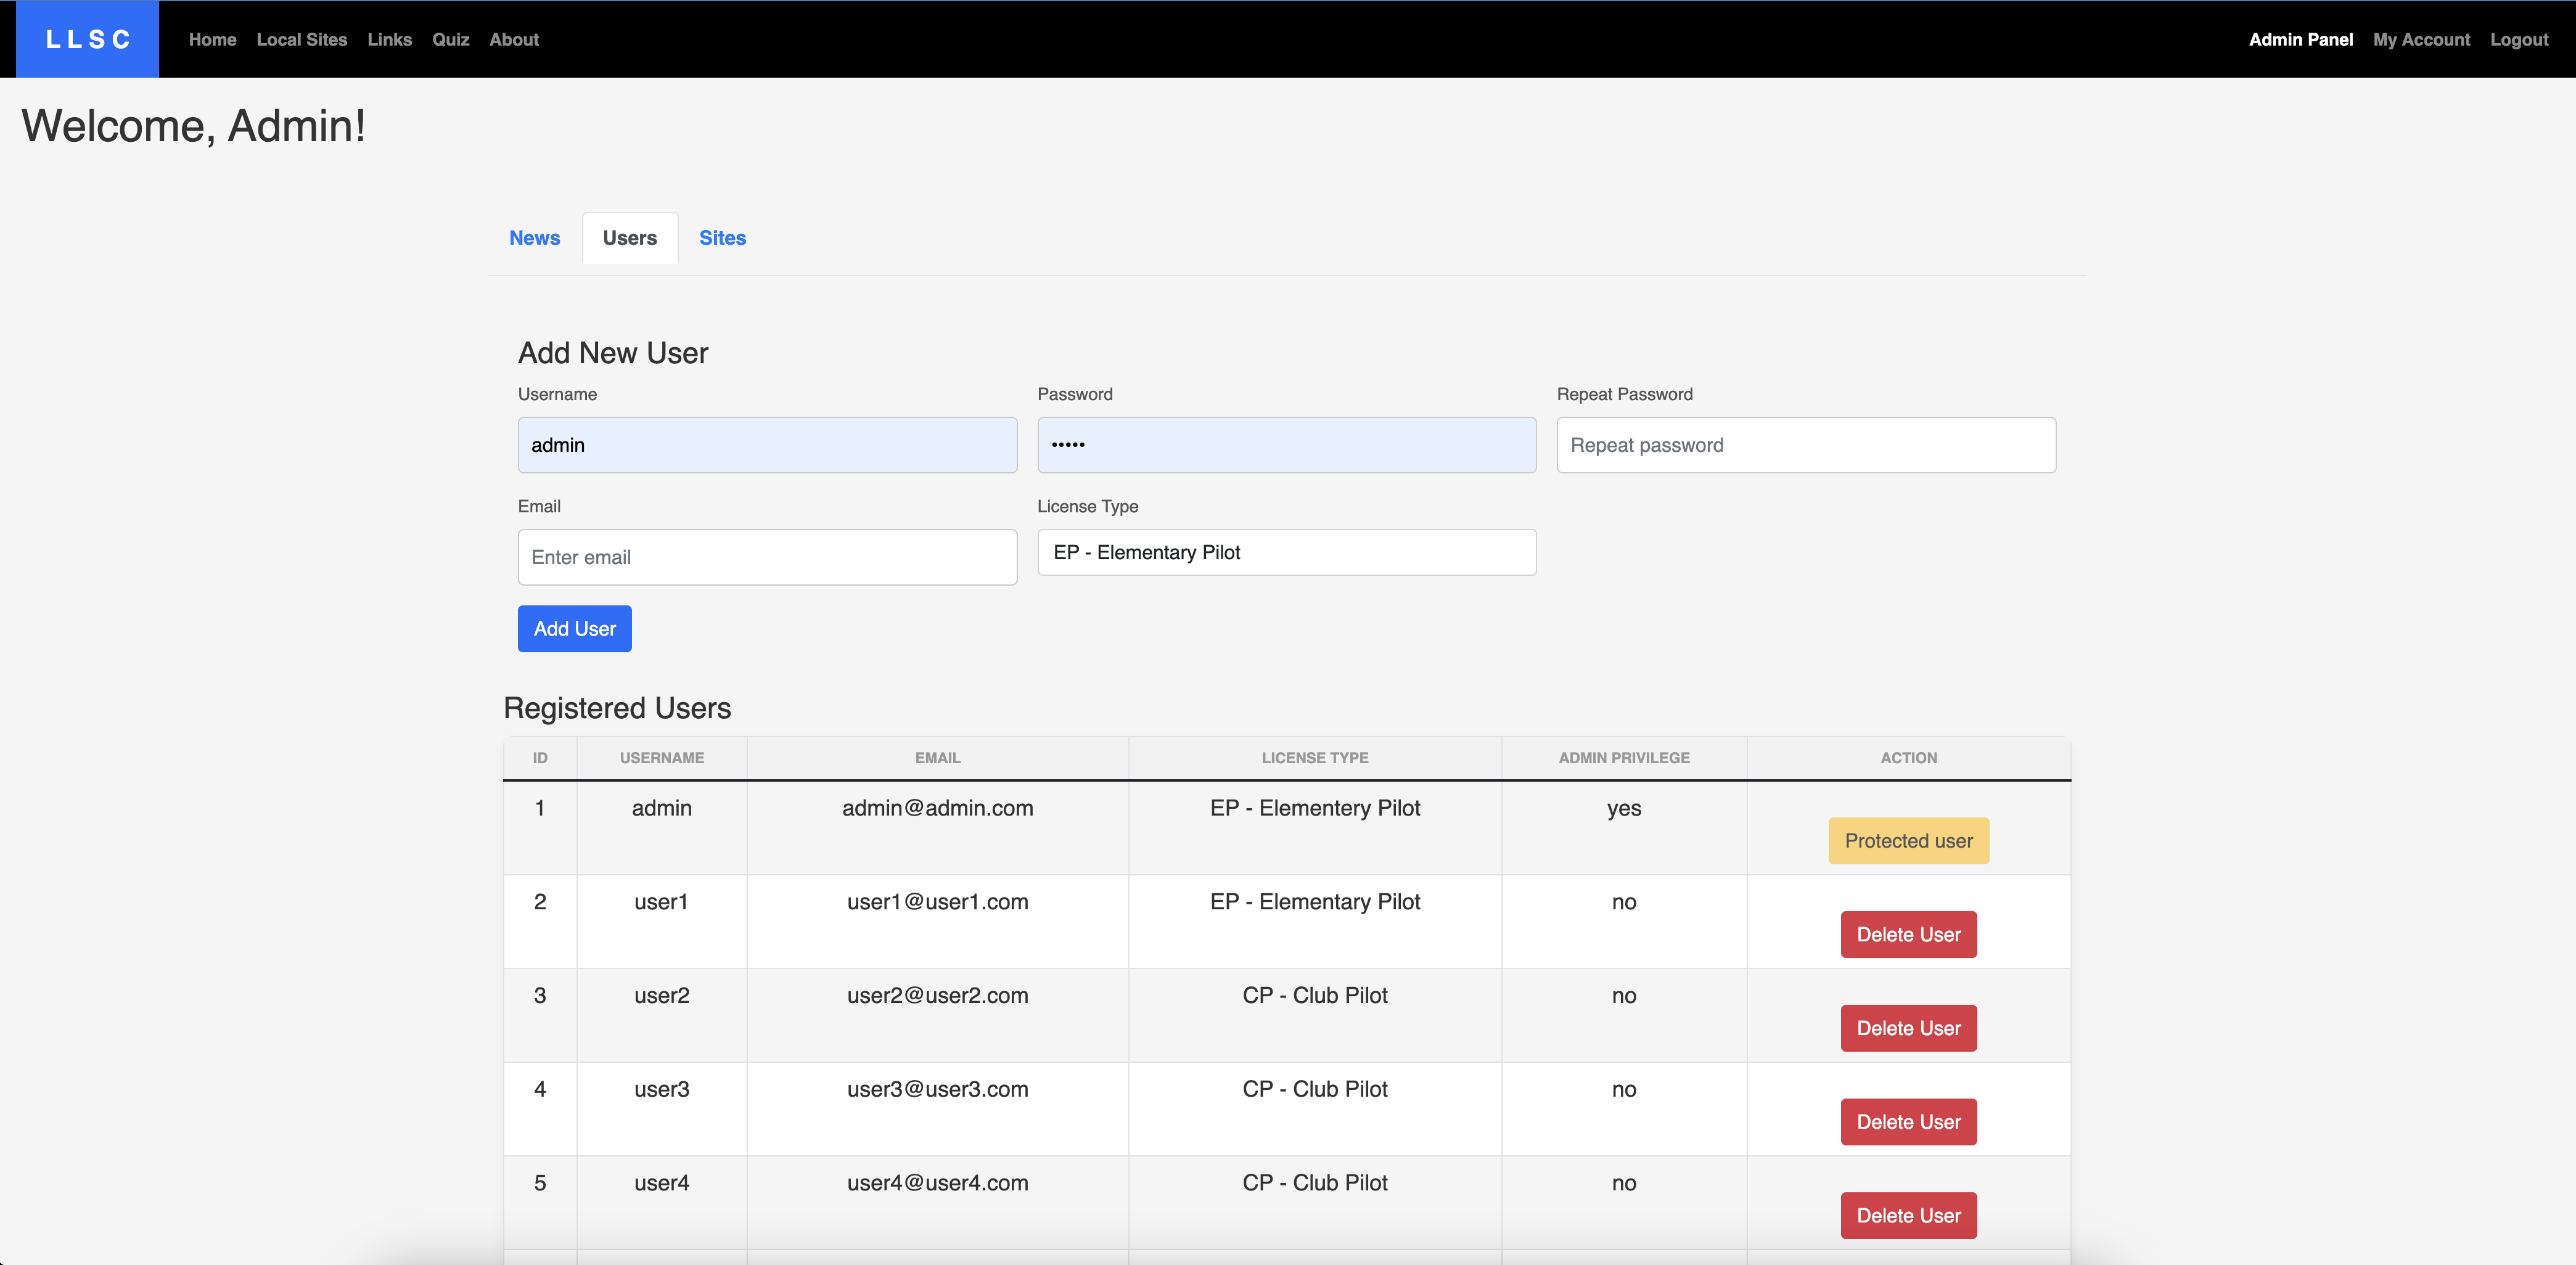 LLSC Home Local Sites Links Quiz About Admin Panel My Account Logout
Welcome, Admin!
News Users Sites
Add New User
Username Password Repeat Password
admin ••••• Repeat password
Email License Type
Enter email EP - Elementary Pilot
Add User
Registered Users
ID USERNAME EMAIL LICENSE TYPE ADMIN PRIVILEGE ACTION
1 admin admin@admin.com EP - Elementery Pilot yes Protected user
2 user1 user1@user1.com EP - Elementary Pilot no Delete User
3 user2 user2@user2.com CP - Club Pilot no Delete User
4 user3 user3@user3.com CP - Club Pilot no Delete User
5 user4 user4@user4.com CP - Club Pilot no Delete User